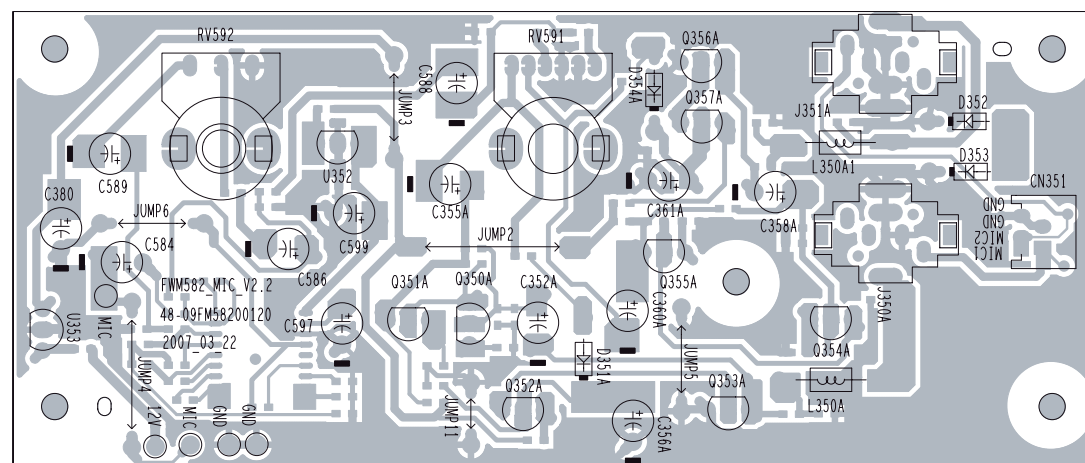 RV592
RV591
Q356A
C588
D354A
Q357A
J351A
D352
JUMP3
L350A1
D353
C589
U352
C355A
C361A
C358A
CN351
C380
JUMP6
C599
JUMP2
GND
GND
MIC2
MIC1
C584
C586
Q351A
Q350A
C352A
Q355A
FWM582_MIC_V2.2
48-09FM58200120
2007_03_22
C597
C360A
J350A
U353
MIC
Q354A
JUMP4
D351A
JUMP5
Q352A
Q353A
L350A
JUMP11
C356A
12V
MIC
GND
GND